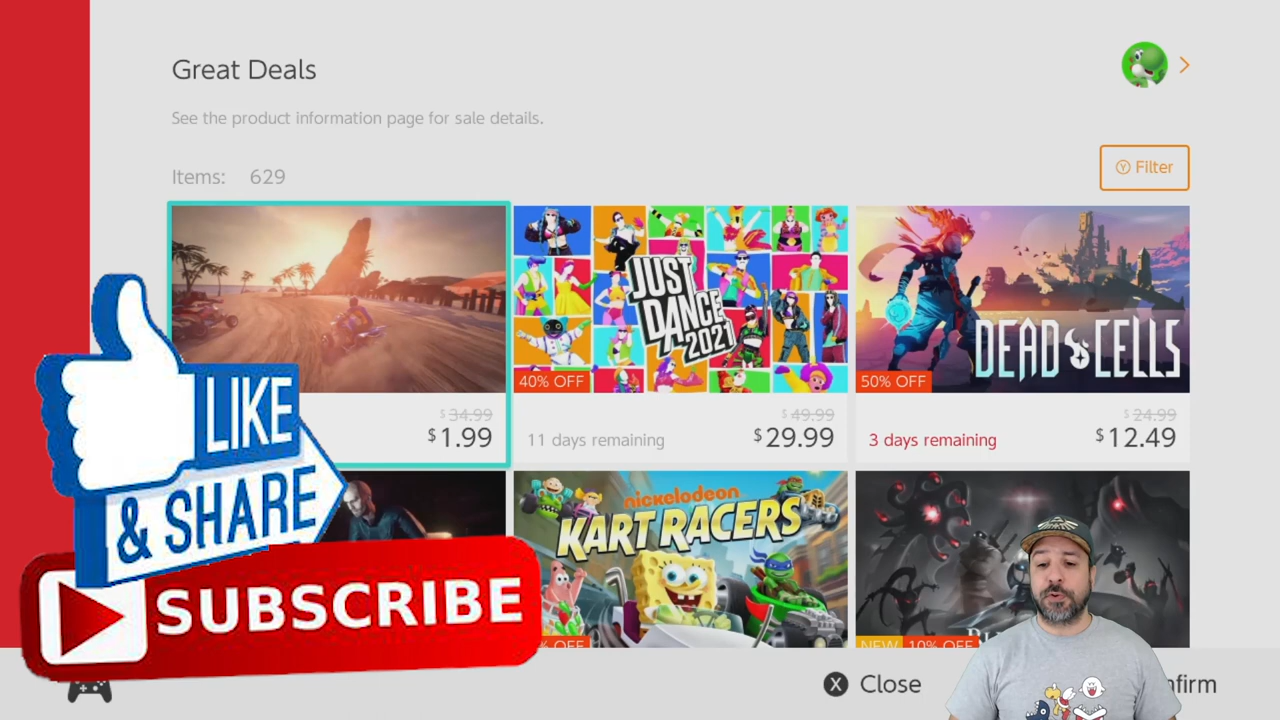 Great Deals
See the product information page for sale details.
Items: 629
Filter
JUST
DANCE
2021
DEAD CELLS
40% OFF
50% OFF
$34.99
$1.99
$49.99
11 days remaining
$29.99
$24.99
3 days remaining
$12.49
LIKE
& SHARE
SUBSCRIBE
nickelodeon
KART RACERS
% OFF
NEW 10% OFF
X Close